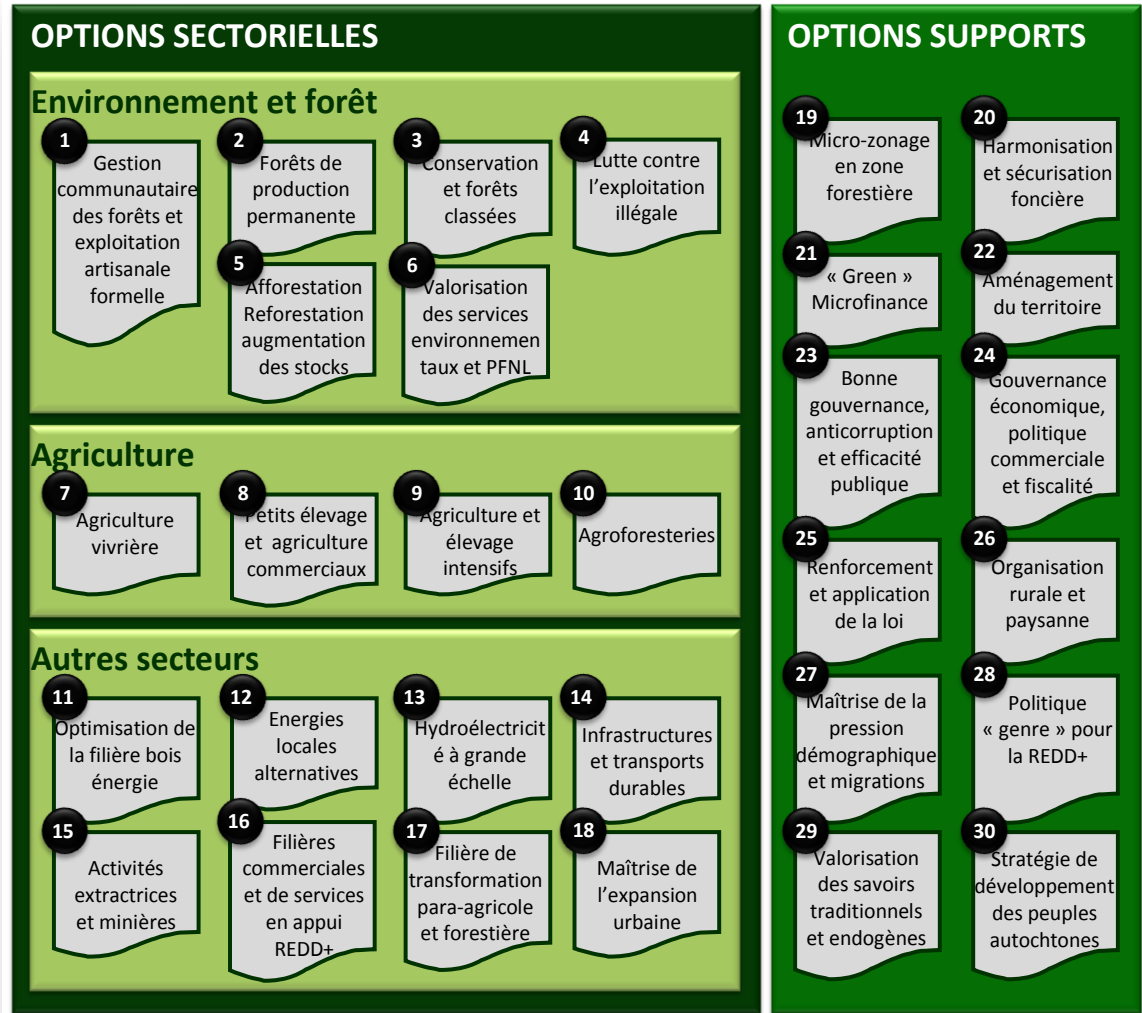 OPTIONS SECTORIELLES
Environnement et forêt
1
Gestion
communautaire
des forêts et
exploitation
artisanale
formelle
2
Forêts de
production
permanente
3
Conservation
et forêts
classées
4
Lutte contre
l'exploitation
illégale
5
Afforestation
Reforestation
augmentation
des stocks
6
Valorisation
des services
environnemen
taux et PFNL
Agriculture
7
Agriculture
vivrière
8
Petits élevage
et agriculture
commerciaux
9
Agriculture et
élevage
intensifs
10
Agroforesteries
Autres secteurs
11
Optimisation de
la filière bois
énergie
12
Energies
locales
alternatives
13
Hydroélectricit
é à grande
échelle
14
Infrastructures
et transports
durables
15
Activités
extractrices
et minières
16
Filières
commerciales
et de services
en appui
REDD+
17
Filière de
transformation
para-agricole
et forestière
18
Maîtrise de
l'expansion
urbaine
OPTIONS SUPPORTS
19
Micro-zonage
en zone
forestière
20
Harmonisation
et sécurisation
foncière
21
« Green »
Microfinance
22
Aménagement
du territoire
23
Bonne
gouvernance,
anticorruption
et efficacité
publique
24
Gouvernance
économique,
politique
commerciale
et fiscalité
25
Renforcement
et application
de la loi
26
Organisation
rurale et
paysanne
27
Maîtrise de la
pression
démographique
et migrations
28
Politique
« genre » pour
la REDD+
29
Valorisation
des savoirs
traditionnels
et endogènes
30
Stratégie de
développement
des peuples
autochtones